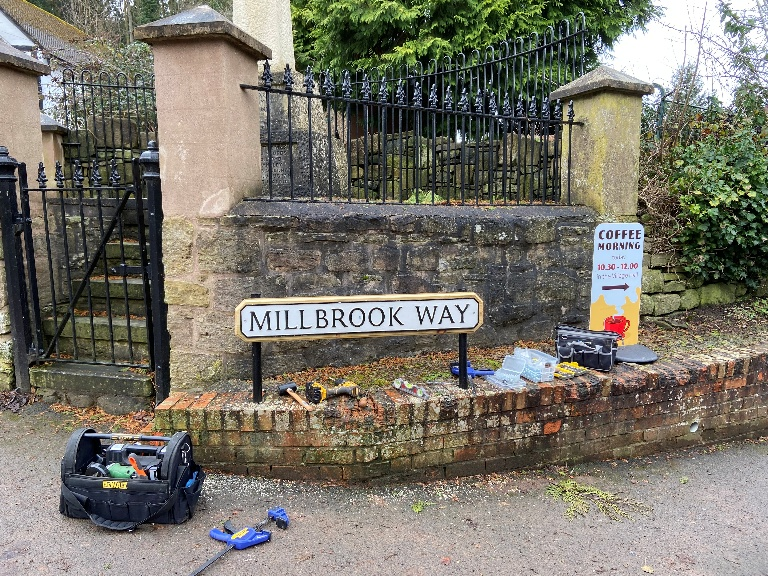 COFFEE
MORNING
10.30 - 12.00
MILLBROOK WAY
DEWALT